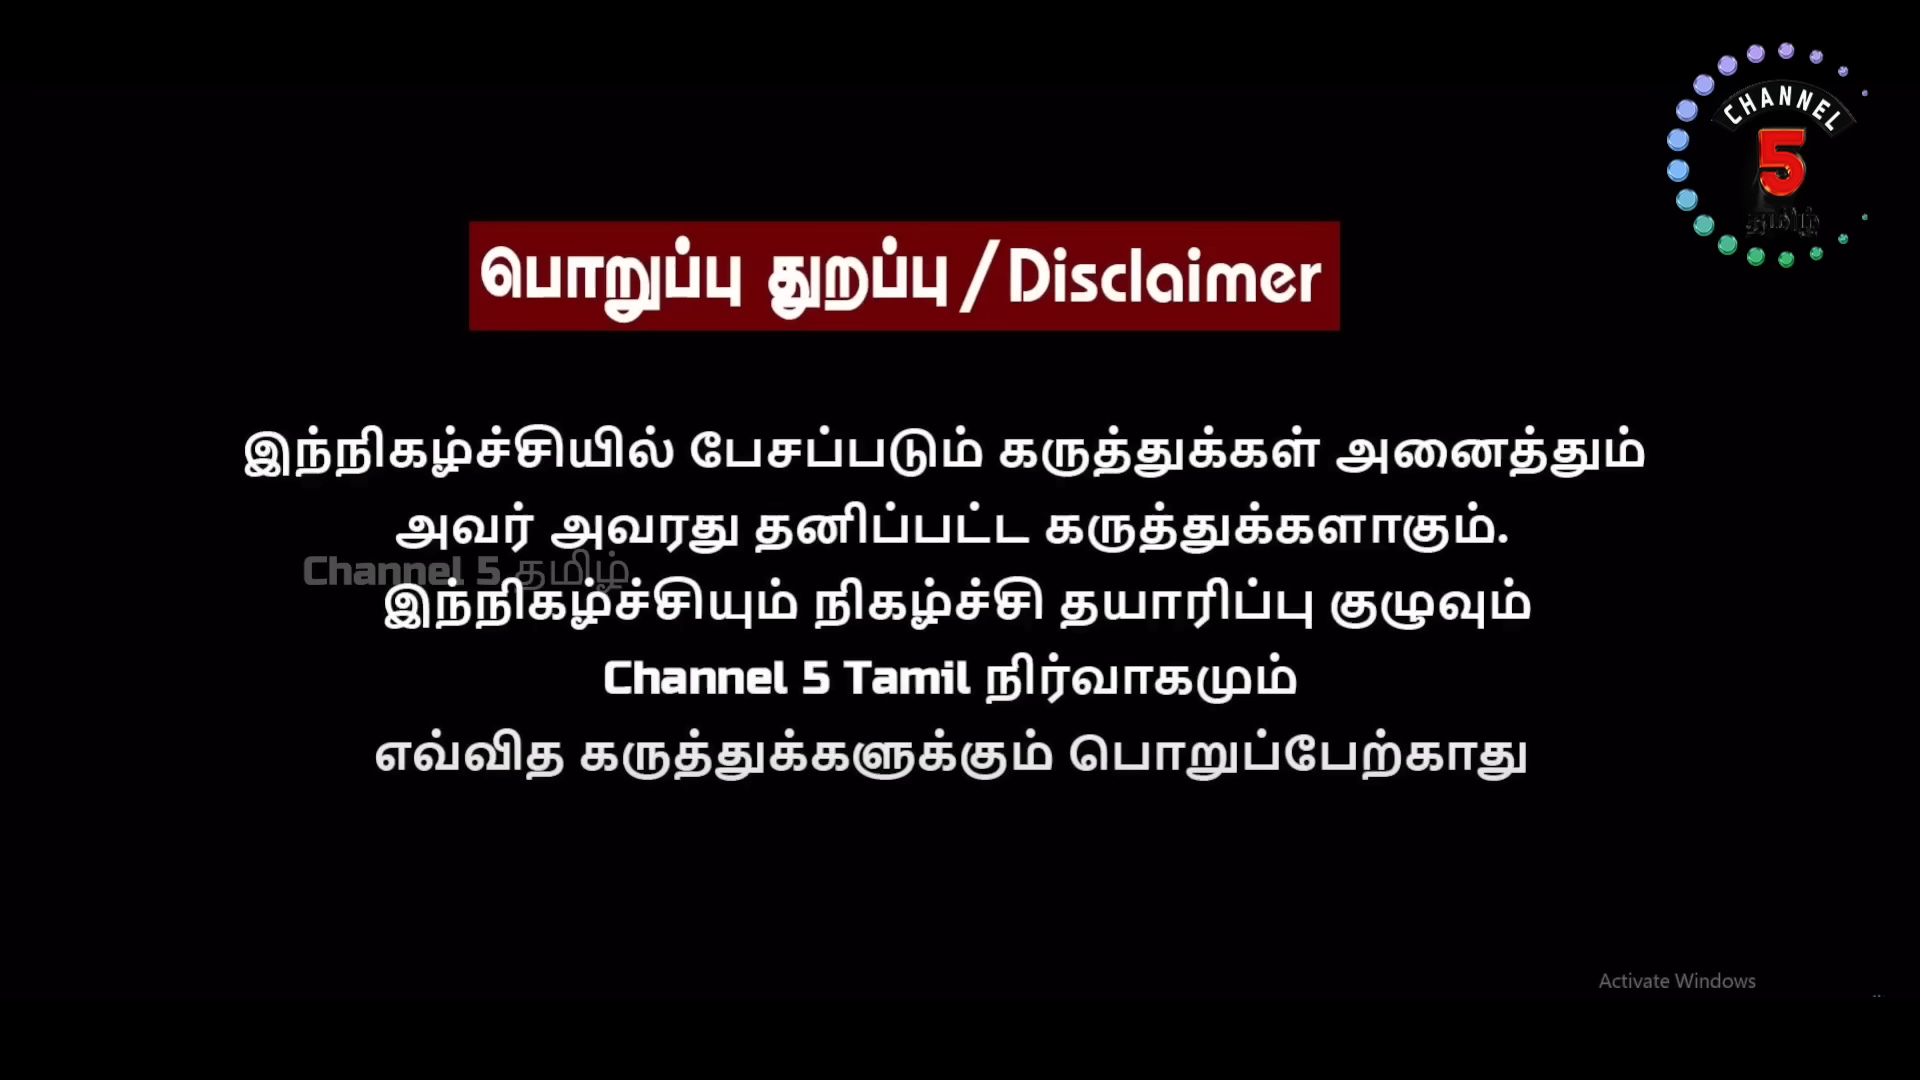 CHANNEL
5
தமிழ்
பொறுப்பு துறப்பு / Disclaimer
இந்நிகழ்ச்சியில் பேசப்படும் கருத்துக்கள் அனைத்தும்
அவர் அவரது தனிப்பட்ட கருத்துக்களாகும்.
Channel 5 தமிழ்
இந்நிகழ்ச்சியும் நிகழ்ச்சி தயாரிப்பு குழுவும்
Channel 5 Tamil நிர்வாகமும்
எவ்வித கருத்துக்களுக்கும் பொறுப்பேற்காது
Activate Windows